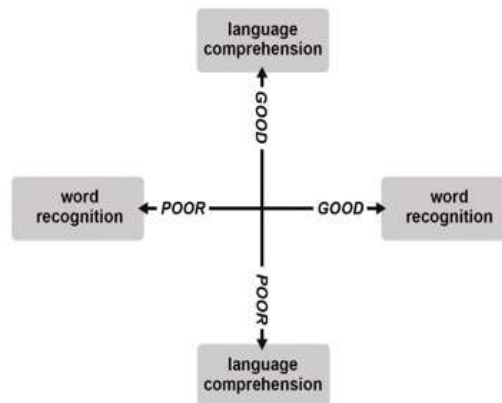 language
comprehension
GOOD
word
recognition
POOR
GOOD
word
recognition
POOR
language
comprehension